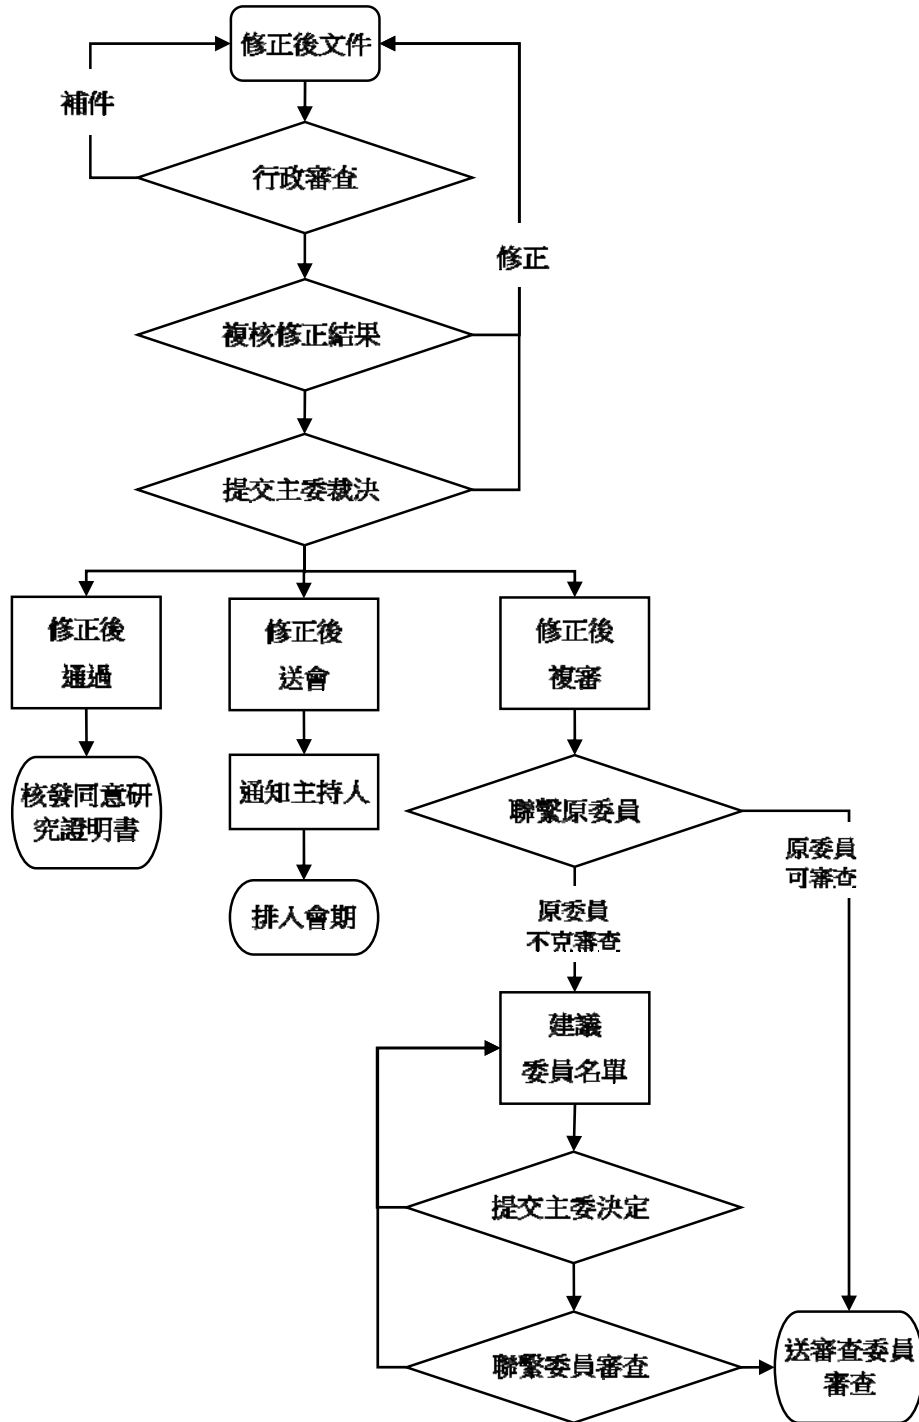 修正後文件
補件
行政審查
修正
複核修正結果
提交主委裁決
修正後
通過
修正後
送會
修正後
複審
核發同意研
究證明書
通知主持人
聯繫原委員
原委員
可審查
排入會期
原委員
不克審查
建議
委員名單
提交主委決定
聯繫委員審查
送審查委員
審查